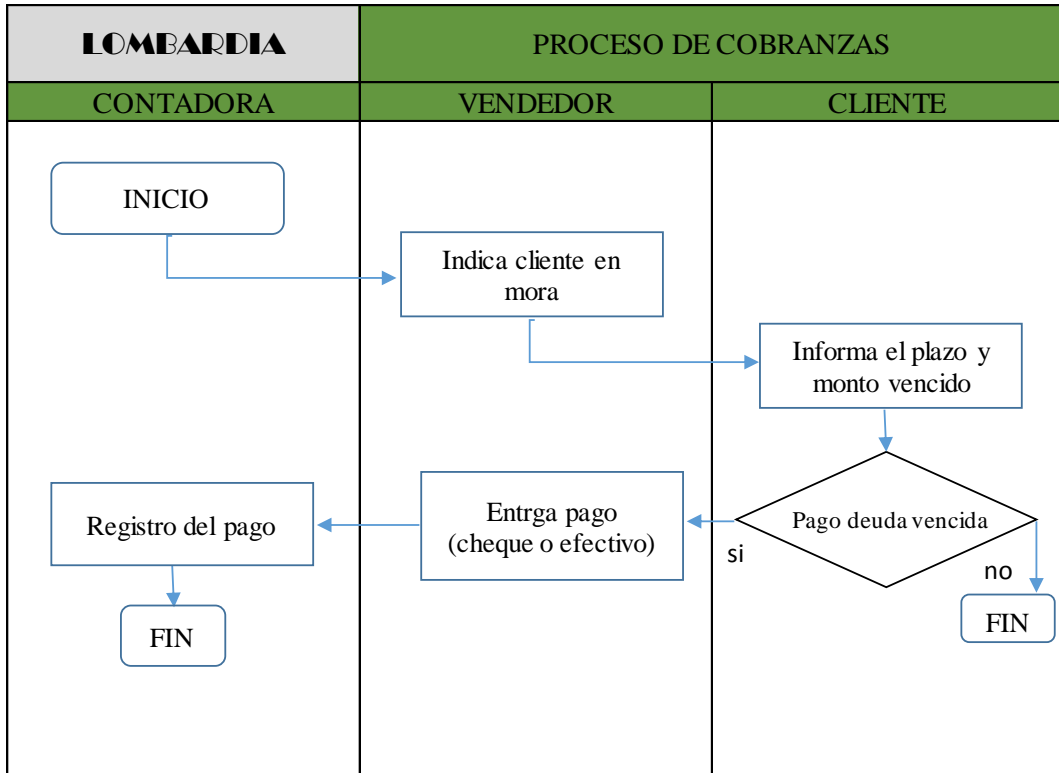 LOMBARDIA
PROCESO DE COBRANZAS
CONTADORA
VENDEDOR
CLIENTE
INICIO
Indica cliente en
mora
Informa el plazo y
monto vencido
Pago deuda vencida
si
no
Entrga pago
(cheque o efectivo)
Registro del pago
FIN
FIN